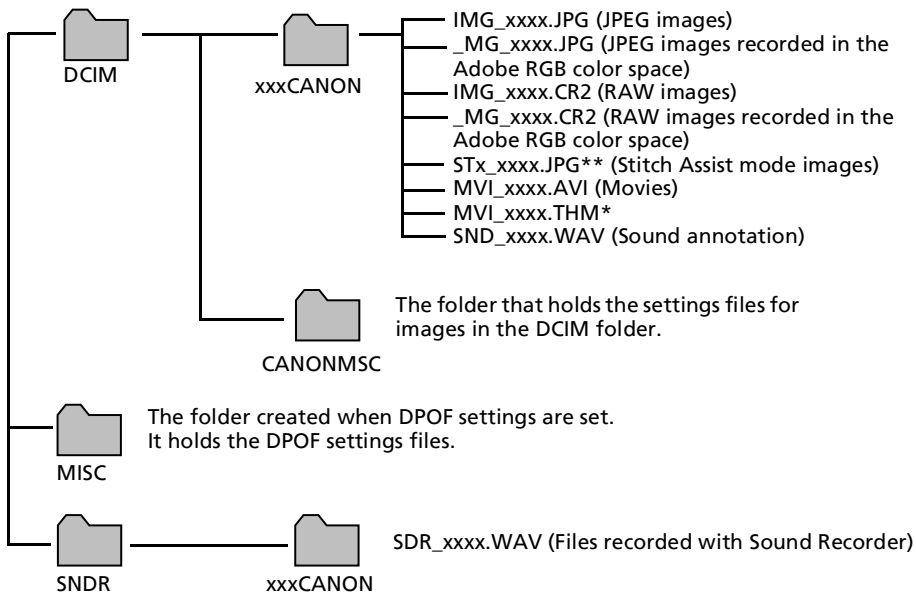 DCIM
xxxCANON
IMG_xxxx.JPG (JPEG images)
_MG_xxxx.JPG (JPEG images recorded in the
Adobe RGB color space)
IMG_xxxx.CR2 (RAW images)
_MG_xxxx.CR2 (RAW images recorded in the
Adobe RGB color space)
STx_xxxx.JPG** (Stitch Assist mode images)
MVI_xxxx.AVI (Movies)
MVI_xxxx.THM*
SND_xxxx.WAV (Sound annotation)
CANONMSC
The folder that holds the settings files for
images in the DCIM folder.
MISC
The folder created when DPOF settings are set.
It holds the DPOF settings files.
SNDR
xxxCANON
SDR_xxxx.WAV (Files recorded with Sound Recorder)